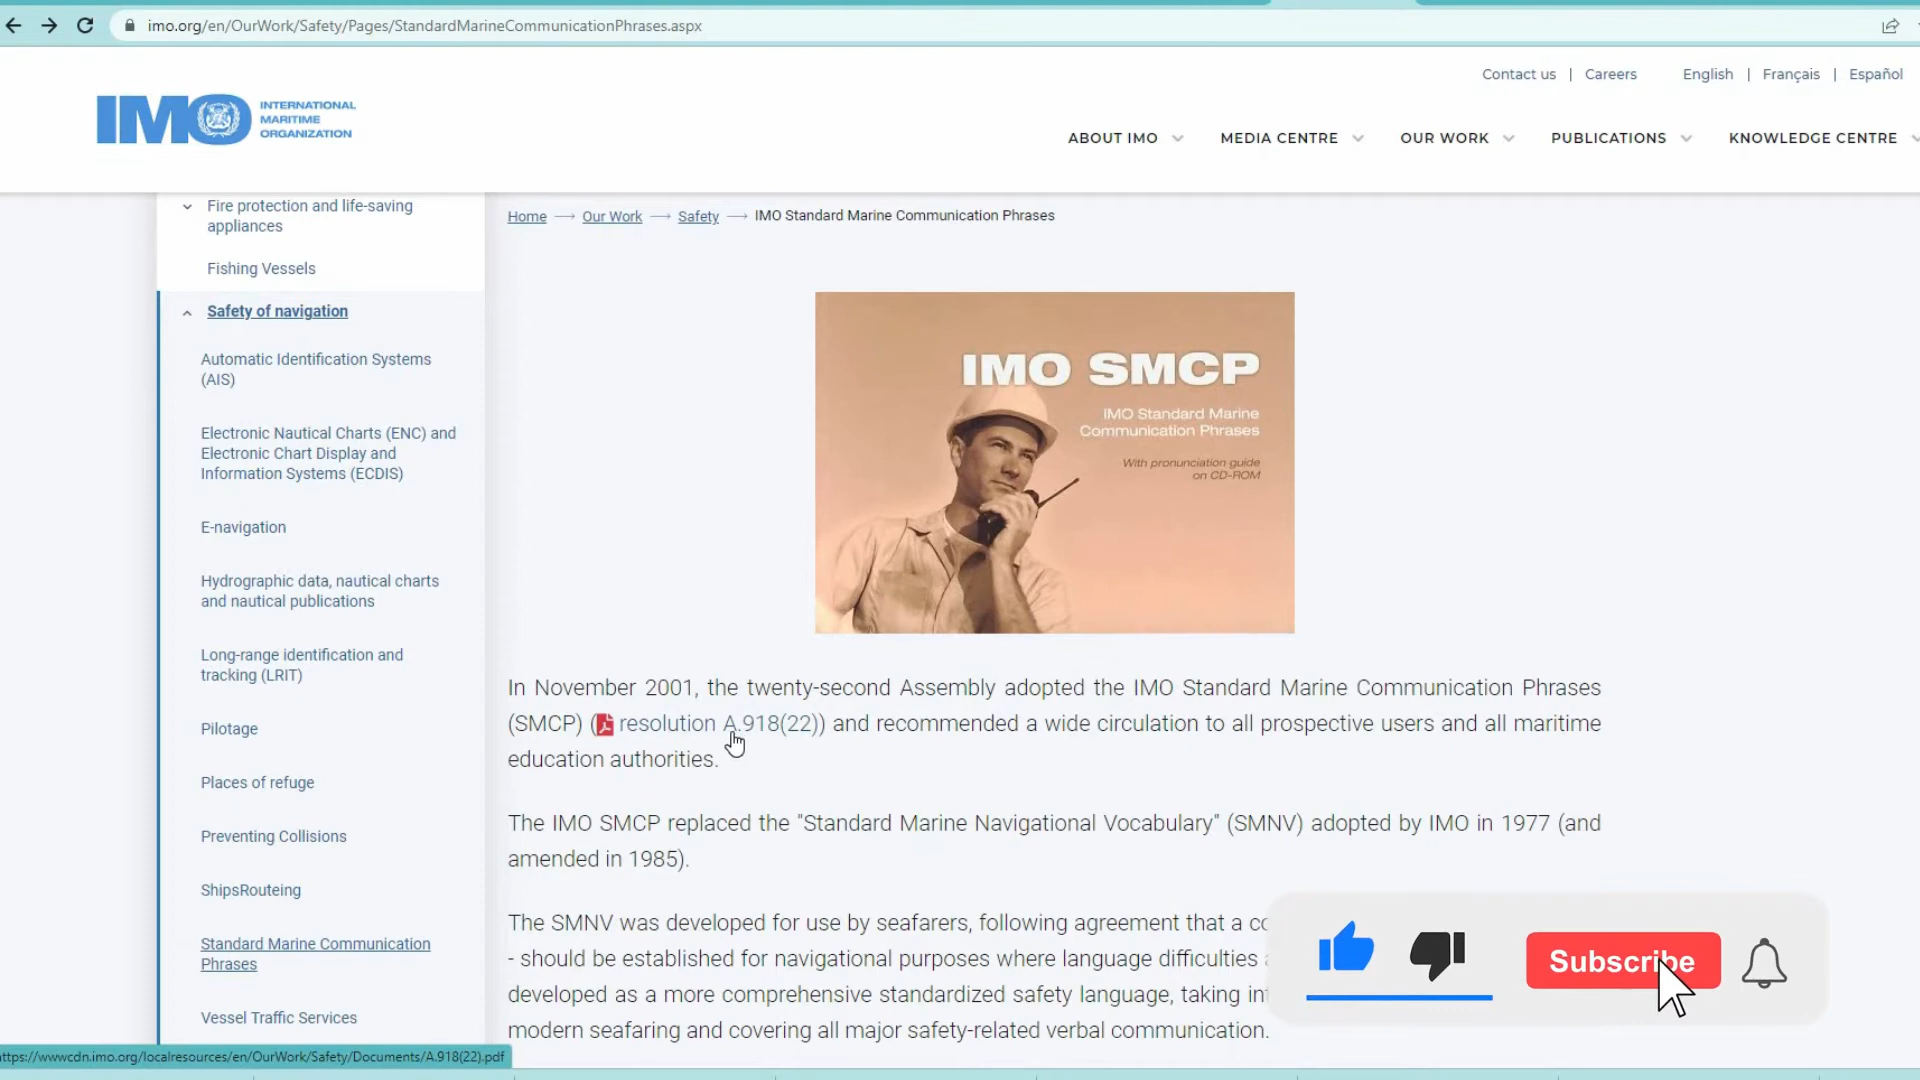 imo.org/en/OurWork/Safety/Pages/StandardMarineCommunicationPhrases.aspx
Contact us | Careers English | Français | Español
IMO INTERNATIONAL
MARITIME
ORGANIZATION
ABOUT IMO MEDIA CENTRE OUR WORK PUBLICATIONS KNOWLEDGE CENTRE
Fire protection and life-saving
appliances
Fishing Vessels
Safety of navigation
Automatic Identification Systems
(AIS)
Electronic Nautical Charts (ENC) and
Electronic Chart Display and
Information Systems (ECDIS)
E-navigation
Hydrographic data, nautical charts
and nautical publications
Long-range identification and
tracking (LRIT)
Pilotage
Places of refuge
Preventing Collisions
ShipsRouteing
Standard Marine Communication
Phrases
Vessel Traffic Services
Home → Our Work → Safety → IMO Standard Marine Communication Phrases
IMO SMCP
IMO Standard Marine
Communication Phrases
With pronunciation guide
on CD-ROM
In November 2001, the twenty-second Assembly adopted the IMO Standard Marine Communication Phrases
(SMCP) ( resolution A.918(22)) and recommended a wide circulation to all prospective users and all maritime
education authorities.
The IMO SMCP replaced the "Standard Marine Navigational Vocabulary" (SMNV) adopted by IMO in 1977 (and
amended in 1985).
The SMNV was developed for use by seafarers, following agreement that a
- should be established for navigational purposes where language difficulties
developed as a more comprehensive standardized safety language, taking
modern seafaring and covering all major safety-related verbal communication.
Subscribe
ttps://wwwcdn.imo.org/localresources/en/OurWork/Safety/Documents/A.918(22).pdf